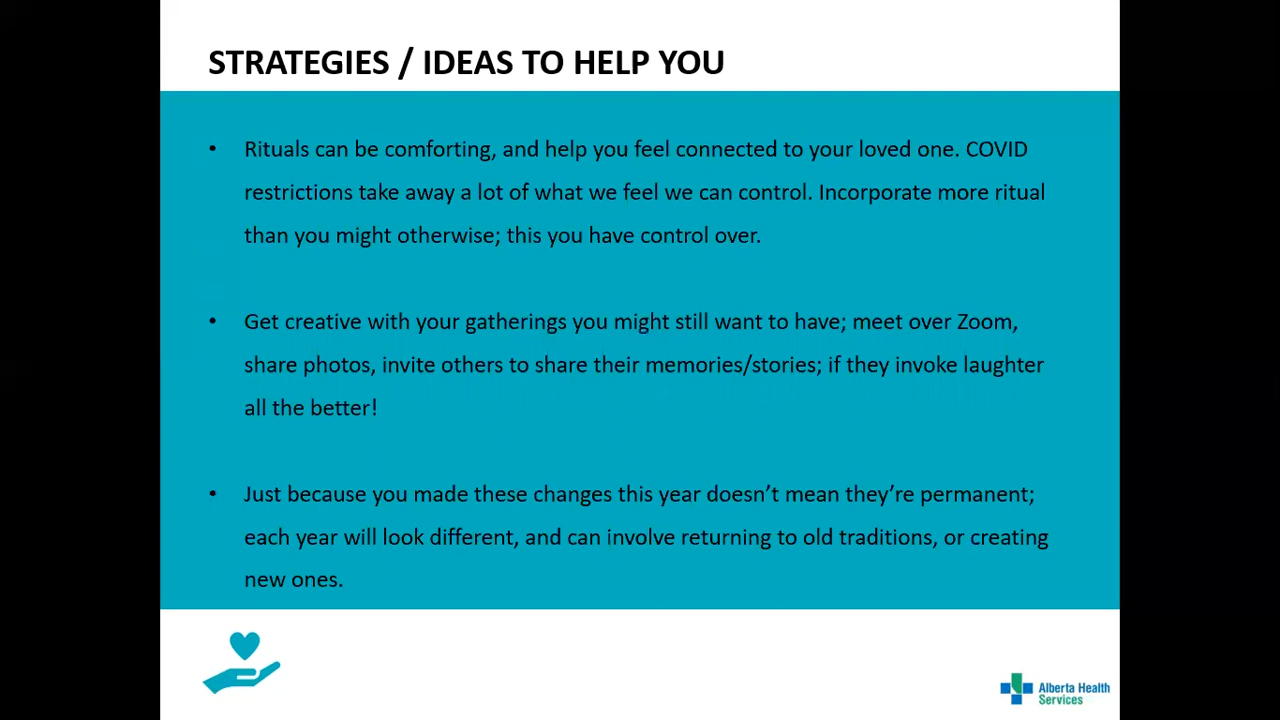 STRATEGIES / IDEAS TO HELP YOU
• Rituals can be comforting, and help you feel connected to your loved one. COVID
restrictions take away a lot of what we feel we can control. Incorporate more ritual
than you might otherwise; this you have control over.
• Get creative with your gatherings you might still want to have; meet over Zoom,
share photos, invite others to share their memories/stories; if they invoke laughter
all the better!
• Just because you made these changes this year doesn’t mean they’re permanent;
each year will look different, and can involve returning to old traditions, or creating
new ones.
Alberta Health
Services